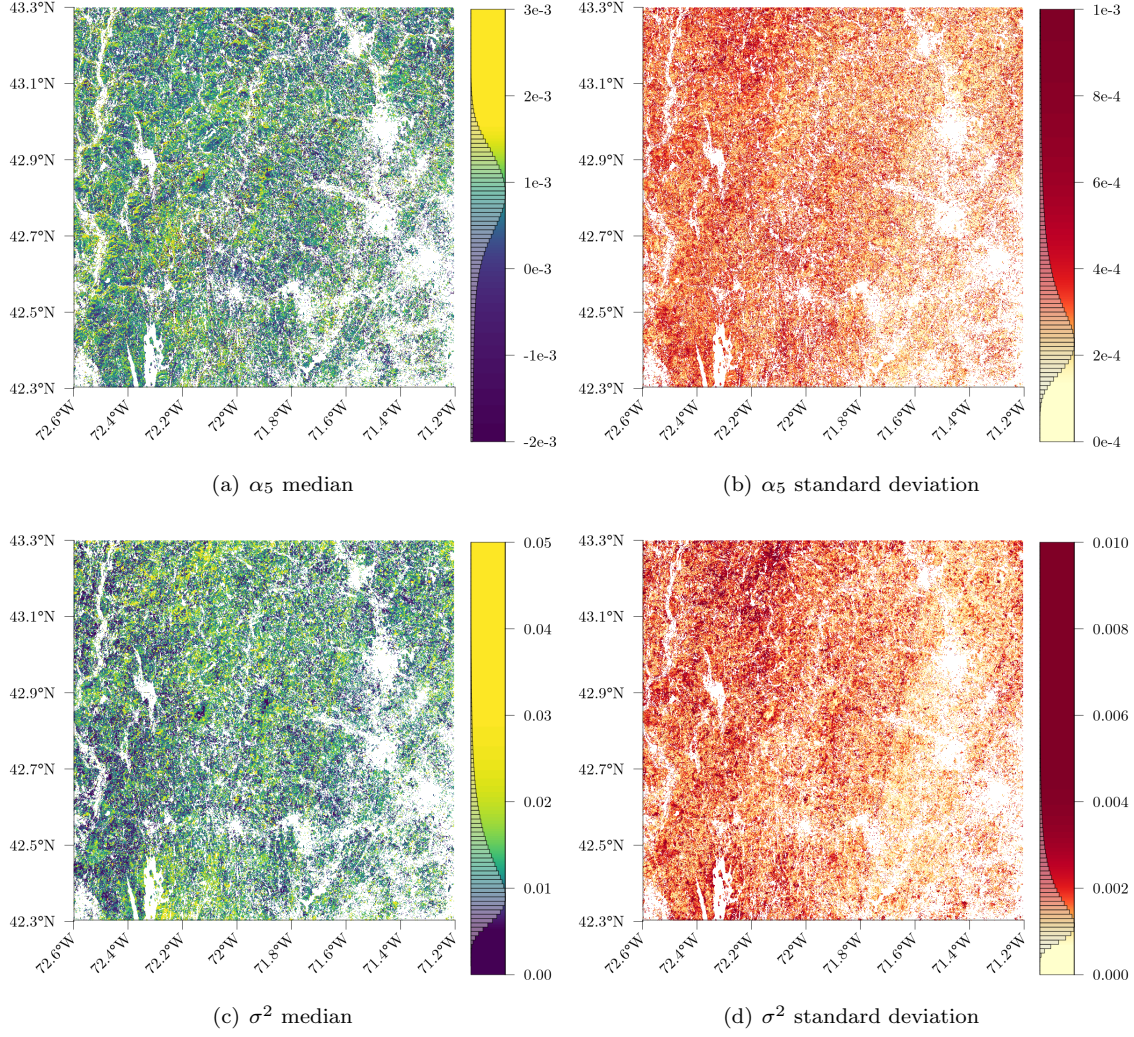 43.3°N
43.1°N
42.9°N
42.7°N
42.5°N
42.3°N
72.6°W
72.4°W
72.2°W
72°W
71.8°W
71.6°W
71.4°W
71.2°W
3e-3
2e-3
1e-3
0e-3
-1e-3
-2e-3
(a) α₅ median
43.3°N
43.1°N
42.9°N
42.7°N
42.5°N
42.3°N
72.6°W
72.4°W
72.2°W
72°W
71.8°W
71.6°W
71.4°W
71.2°W
1e-3
8e-4
6e-4
4e-4
2e-4
0e-4
(b) α₅ standard deviation
43.3°N
43.1°N
42.9°N
42.7°N
42.5°N
42.3°N
72.6°W
72.4°W
72.2°W
72°W
71.8°W
71.6°W
71.4°W
71.2°W
0.05
0.04
0.03
0.02
0.01
0.00
(c) σ² median
43.3°N
43.1°N
42.9°N
42.7°N
42.5°N
42.3°N
72.6°W
72.4°W
72.2°W
72°W
71.8°W
71.6°W
71.4°W
71.2°W
0.010
0.008
0.006
0.004
0.002
0.000
(d) σ² standard deviation